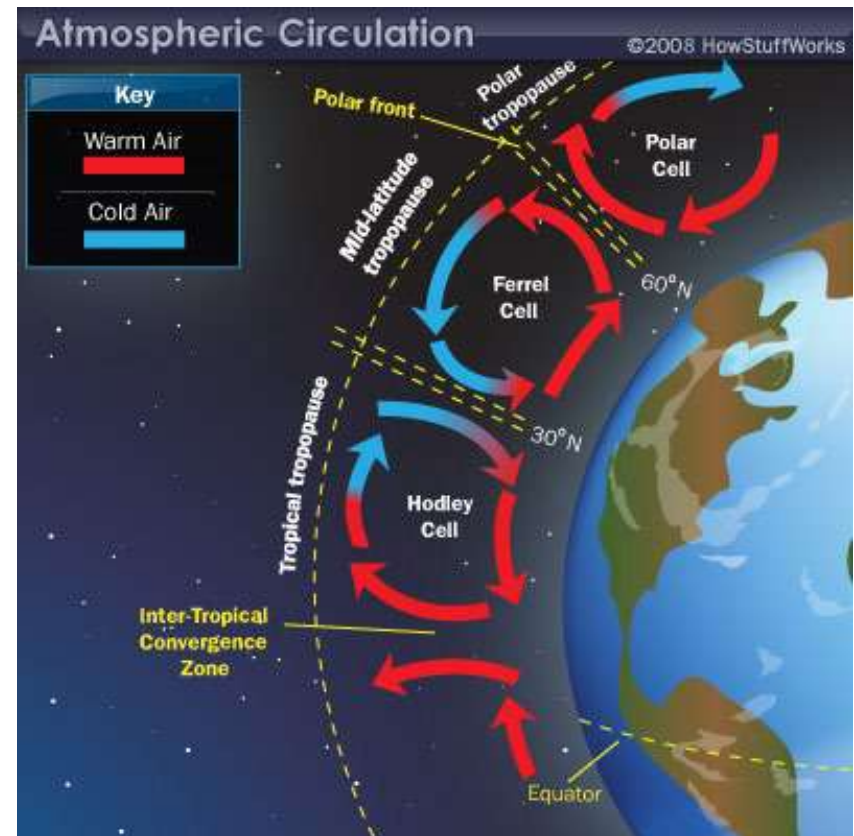 Atmospheric Circulation
©2008 HowStuffWorks
Key
Warm Air
Cold Air
Polar front
Polar
tropopause
Polar
Cell
Mid-latitude
tropopause
Ferrel
Cell
60°N
30°N
Tropical tropopause
Hodley
Cell
Inter-Tropical
Convergence
Zone
Equator